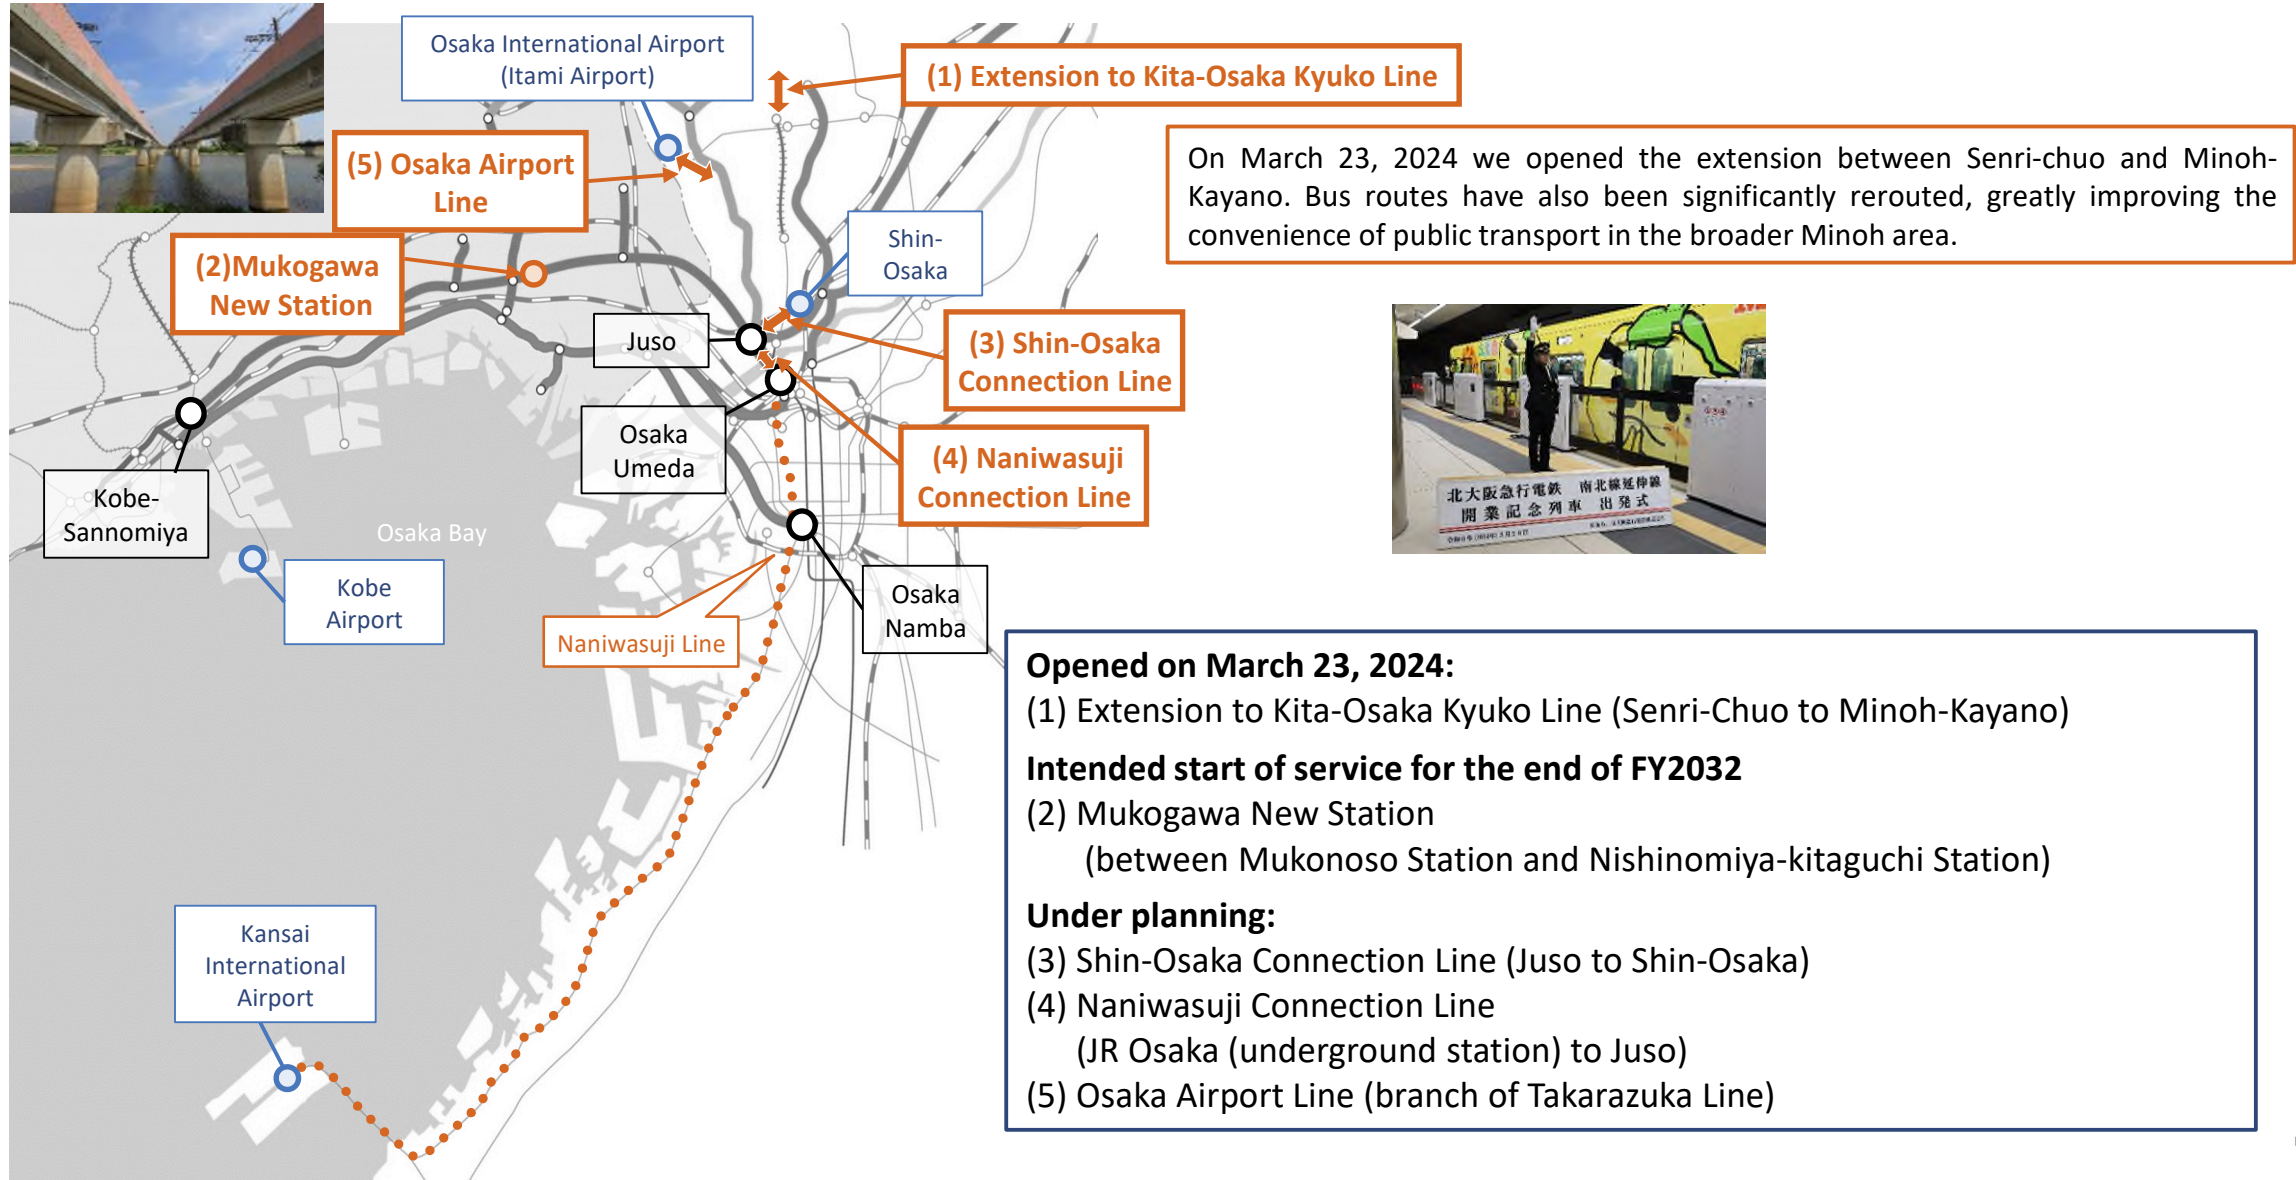 Osaka International Airport
(Itami Airport)
(1) Extension to Kita-Osaka Kyuko Line
(5) Osaka Airport
Line
On March 23, 2024 we opened the extension between Senri-chuo and Minoh-
Kayano. Bus routes have also been significantly rerouted, greatly improving the
convenience of public transport in the broader Minoh area.
(2)Mukogawa
New Station
Shin-
Osaka
Juso
(3) Shin-Osaka
Connection Line
Osaka
Umeda
(4) Naniwasuji
Connection Line
Kobe-
Sannomiya
Osaka Bay
北大阪急行電鉄 南北線延伸線
開業記念列車 出発式
Kobe
Airport
Osaka
Namba
Naniwasuji Line
Opened on March 23, 2024:
(1) Extension to Kita-Osaka Kyuko Line (Senri-Chuo to Minoh-Kayano)
Intended start of service for the end of FY2032
(2) Mukogawa New Station
(between Mukonoso Station and Nishinomiya-kitaguchi Station)
Under planning:
(3) Shin-Osaka Connection Line (Juso to Shin-Osaka)
(4) Naniwasuji Connection Line
(JR Osaka (underground station) to Juso)
(5) Osaka Airport Line (branch of Takarazuka Line)
Kansai
International
Airport